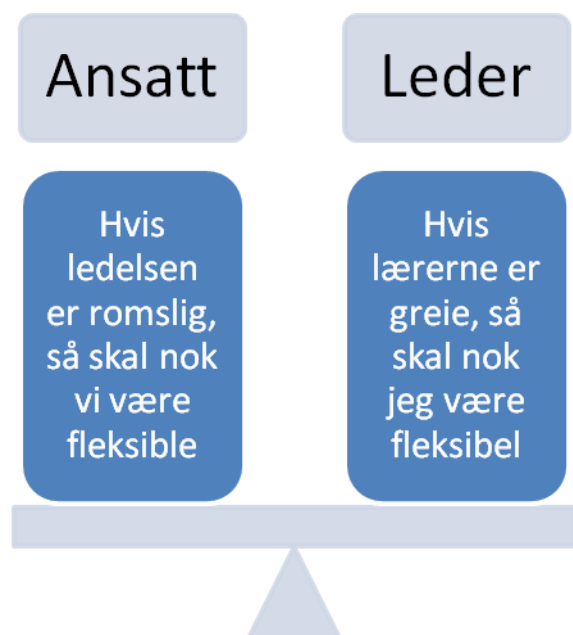 Ansatt
Leder
Hvis
ledelsen
er romslig,
så skal nok
vi være
fleksible
Hvis
lærerne er
greie, så
skal nok
jeg være
fleksibel